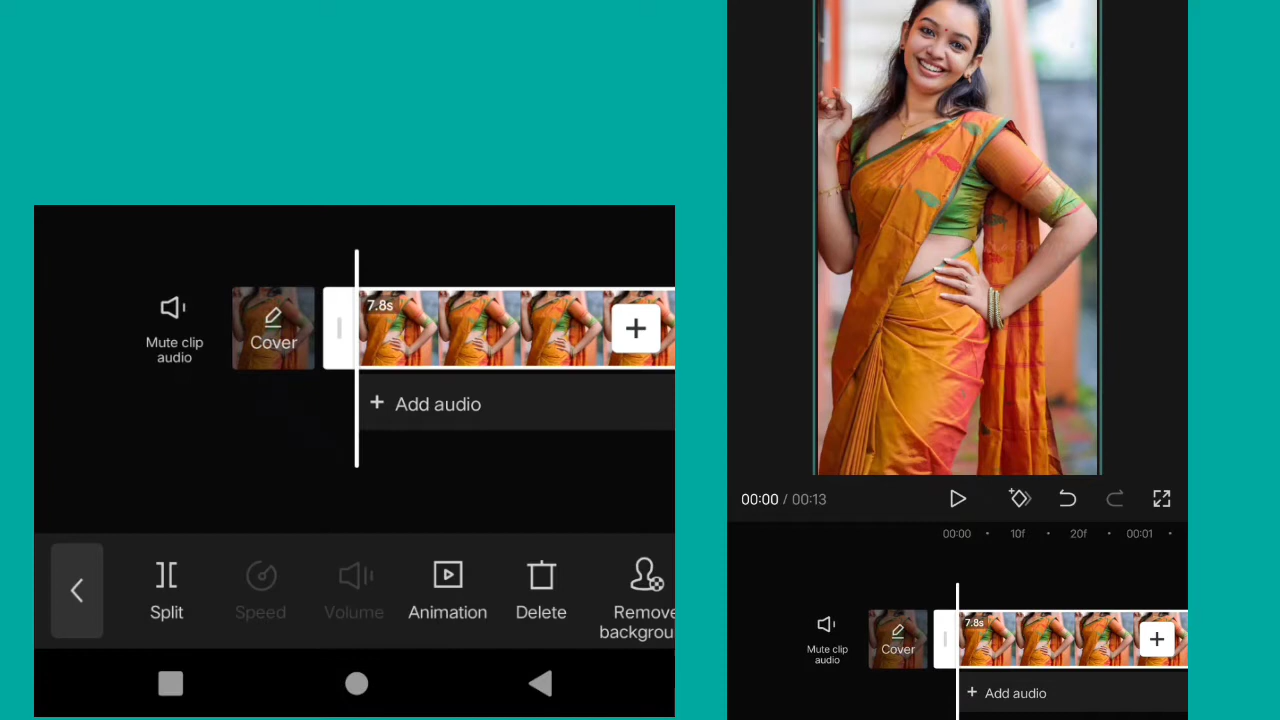 7.8s
Mute clip
audio
Cover
+ Add audio
Split
Speed
Volume
Animation
Delete
Remove
backgrou
00:00 / 00:13
00:00
10f
20f
00:01
7.8s
Mute clip
audio
Cover
+ Add audio